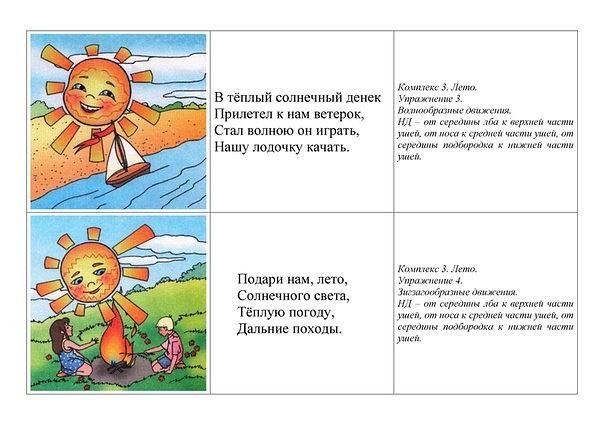 В тёплый солнечный денек
Прилетел к нам ветерок,
Стал волною он играть,
Нашу лодочку качать.
Комплекс 3. Лето.
Упражнение 3.
Волнообразные движения.
НД – от середины лба к верхней части
ушей, от носа к средней части ушей, от
середины подбородка к нижней части
ушей.
Подари нам, лето,
Солнечного света,
Тёплую погоду,
Дальние походы.
Комплекс 3. Лето.
Упражнение 4.
Зигзагообразные движения.
НД – от середины лба к верхней части
ушей, от носа к средней части ушей, от
середины подбородка к нижней части
ушей.